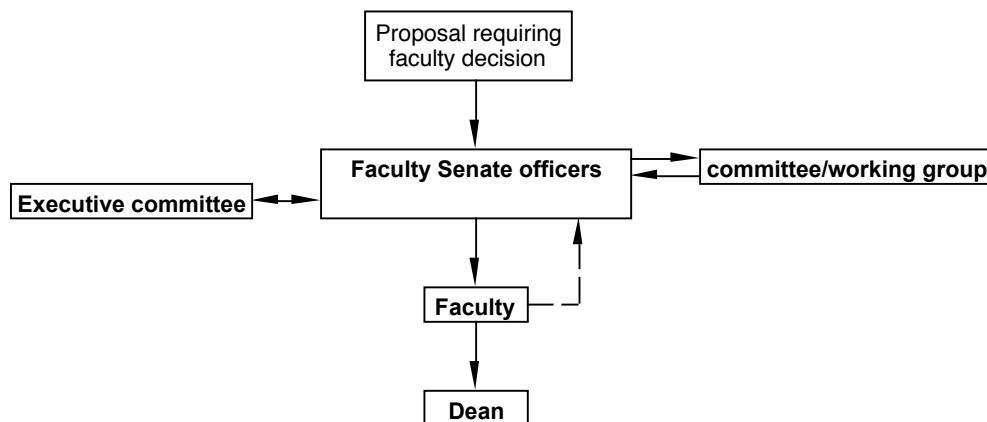 Proposal requiring
faculty decision
Faculty Senate officers
committee/working group
Executive committee
Faculty
Dean